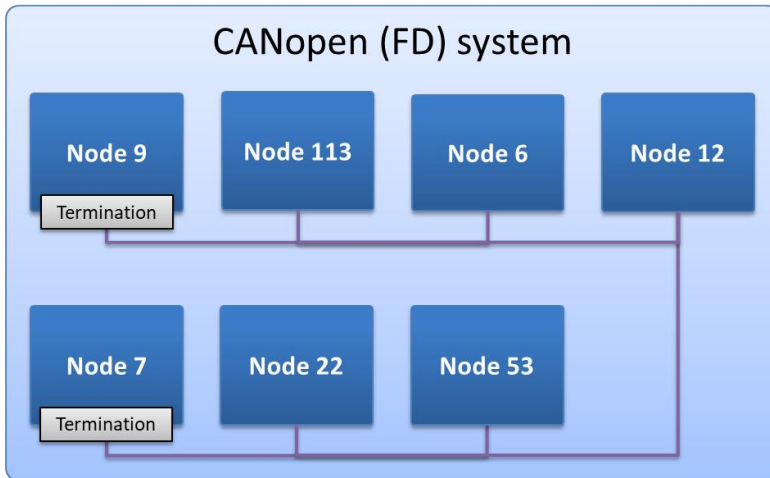 CANopen (FD) system
Node 9
Node 113
Node 6
Node 12
Termination
Node 7
Node 22
Node 53
Termination